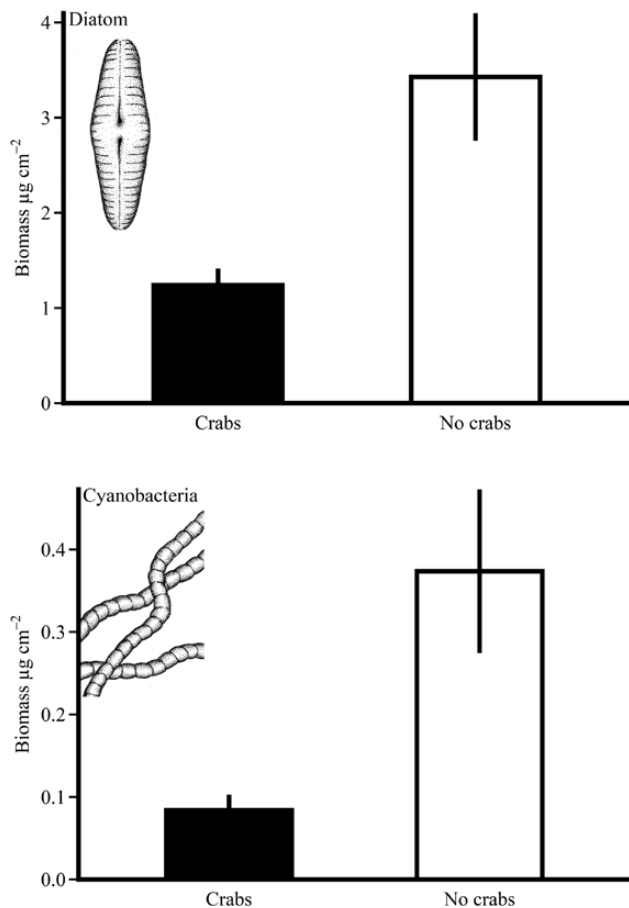 Diatom
Biomass µg cm⁻²
4
3
2
1
0
Crabs No crabs
Cyanobacteria
Biomass µg cm⁻²
0.4
0.3
0.2
0.1
0.0
Crabs No crabs